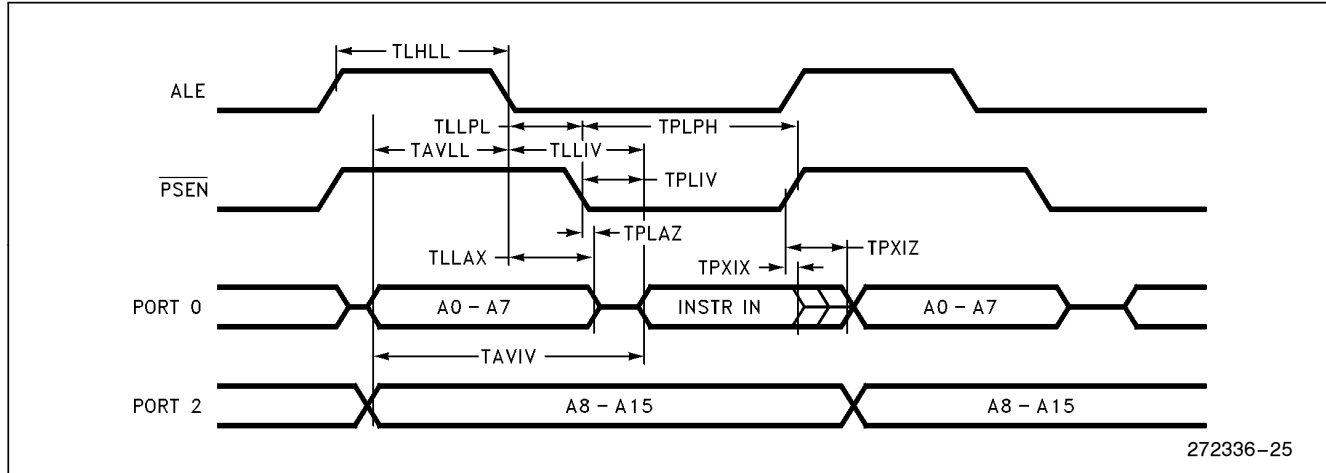 TLHLL
ALE
TLLPL
TPLPH
TAVLL
TLLIV
PSEN
TPLIV
TPLAZ
TLLAX
TPXIX
TPXIZ
PORT 0
A0 – A7
INSTR IN
A0 – A7
TAVIV
PORT 2
A8 – A15
A8 – A15
272336–25